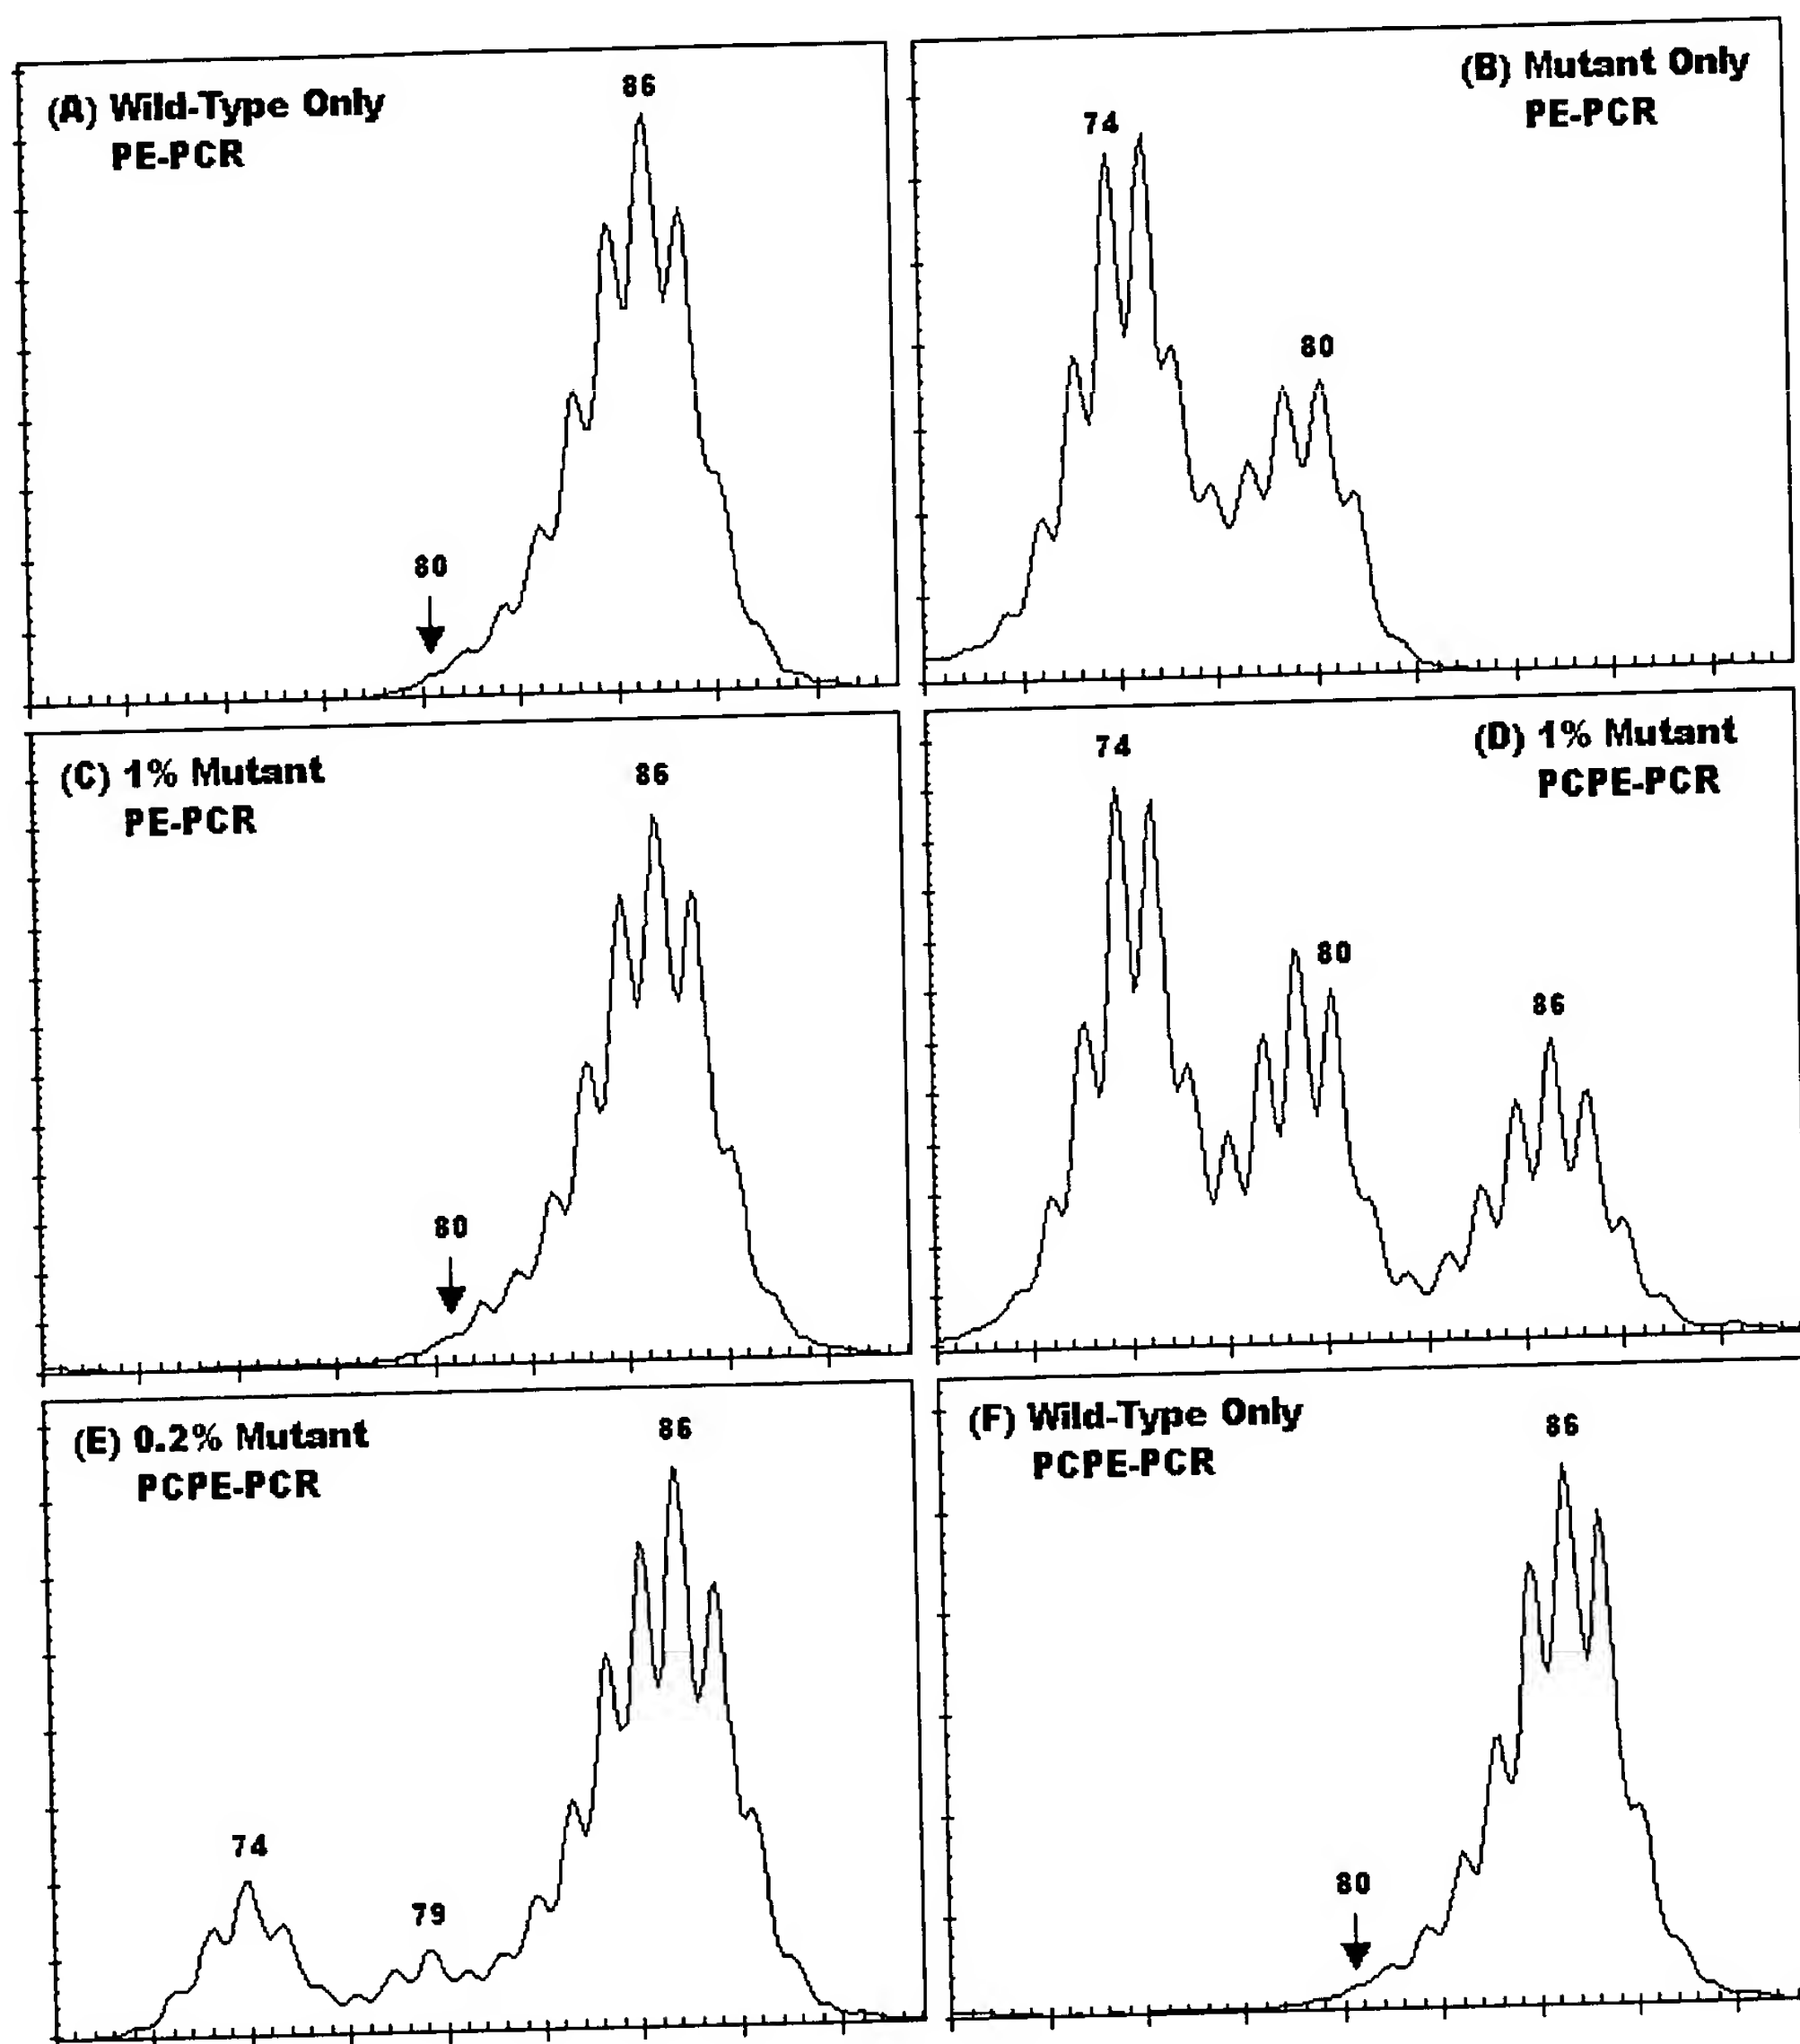 (A) Wild-Type Only
PE-PCR
86
80
(B) Mutant Only
PE-PCR
74
80
(C) 1% Mutant
PE-PCR
86
80
(D) 1% Mutant
PCPE-PCR
74
80
86
(E) 0.2% Mutant
PCPE-PCR
86
74
79
(F) Wild-Type Only
PCPE-PCR
86
80